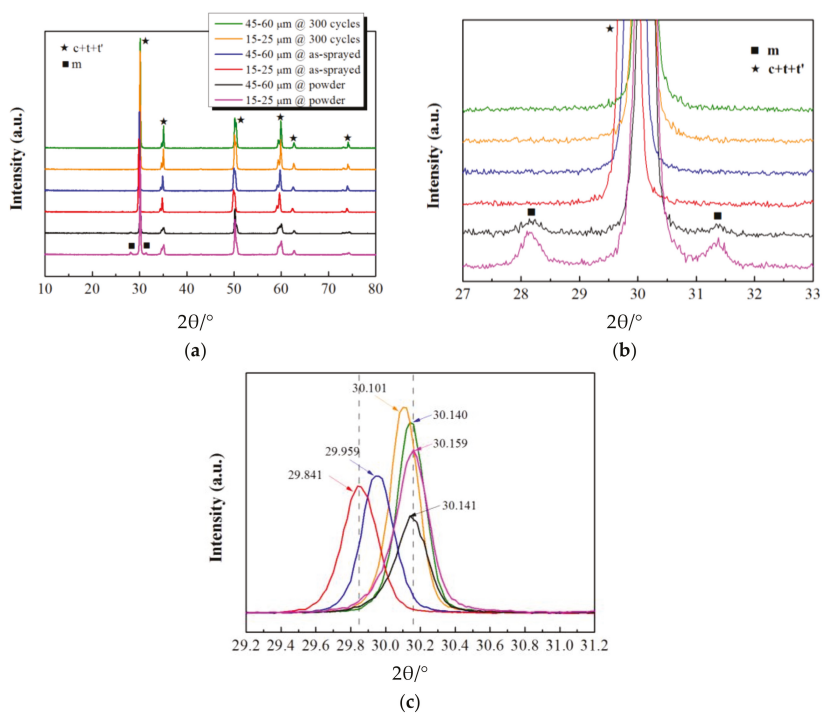 ★ c+t+t'
■ m
45-60 μm @ 300 cycles
15-25 μm @ 300 cycles
45-60 μm @ as-sprayed
15-25 μm @ as-sprayed
45-60 μm @ powder
15-25 μm @ powder
Intensity (a.u.)
10 20 30 40 50 60 70 80
2θ/°
(a)
■ m
★ c+t+t'
Intensity (a.u.)
27 28 29 30 31 32 33
2θ/°
(b)
30.101
30.140
30.159
29.959
29.841
30.141
Intensity (a.u.)
29.2 29.4 29.6 29.8 30.0 30.2 30.4 30.6 30.8 31.0 31.2
2θ/°
(c)